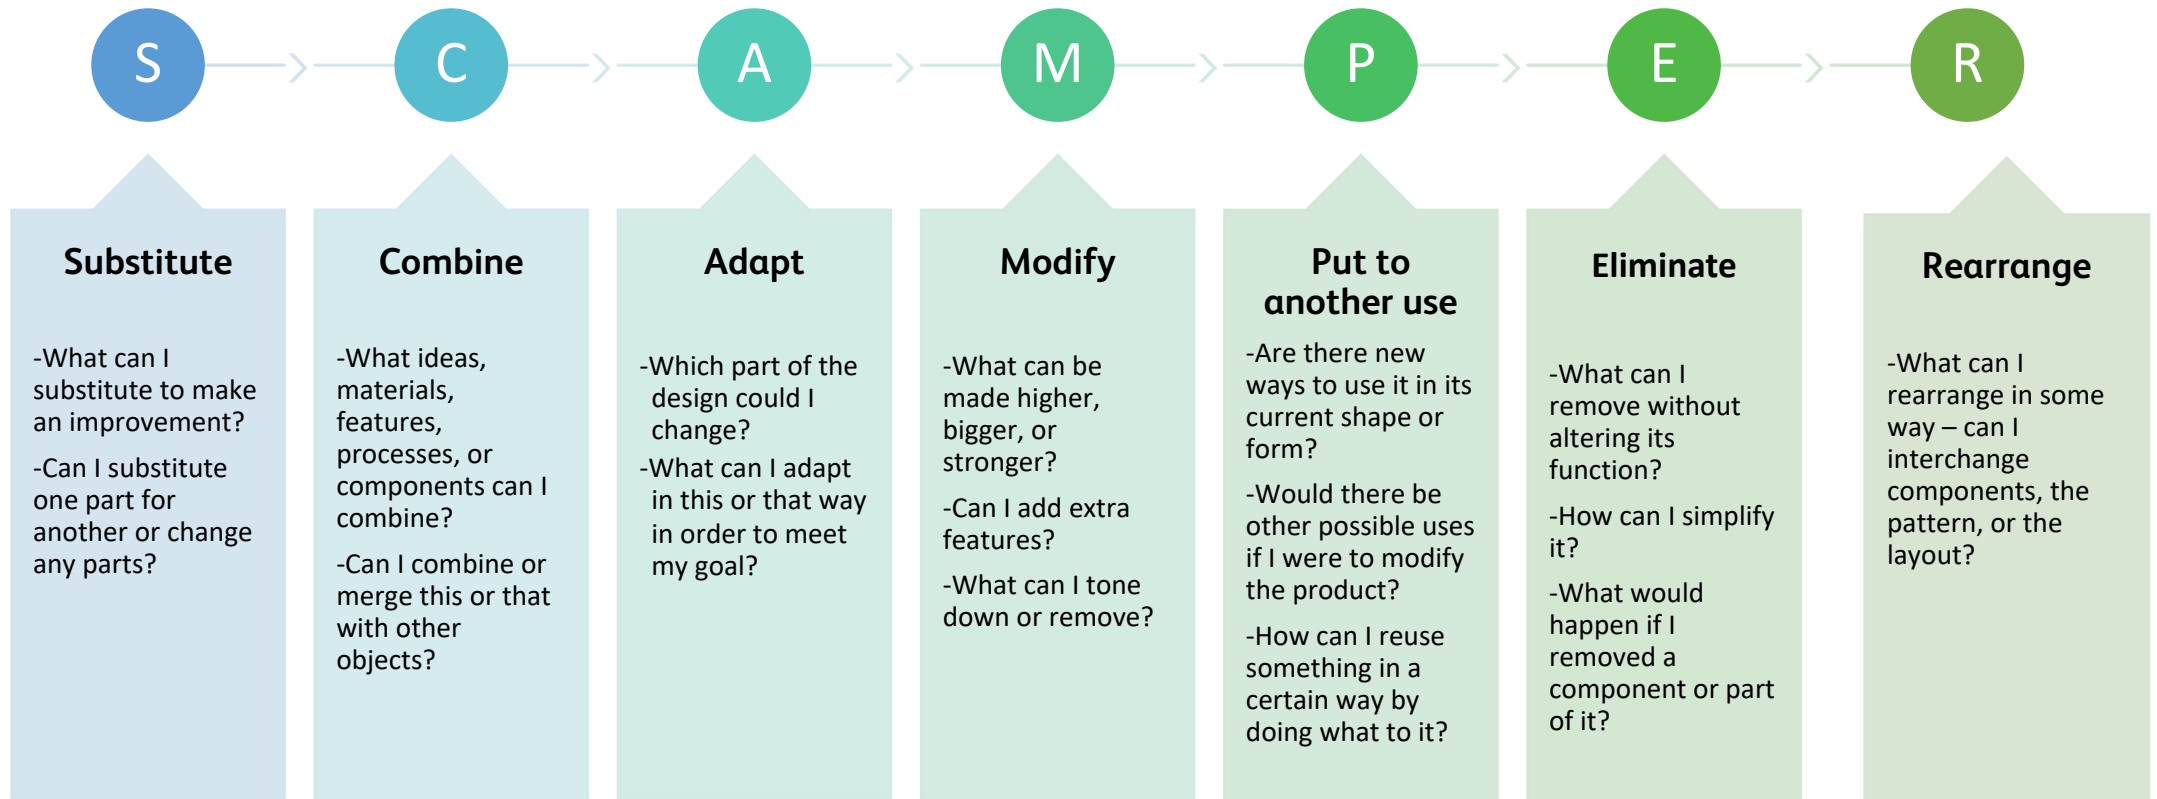 S
C
A
M
P
E
R
Substitute
-What can I
substitute to make
an improvement?
-Can I substitute
one part for
another or change
any parts?
Combine
-What ideas,
materials,
features,
processes, or
components can I
combine?
-Can I combine or
merge this or that
with other
objects?
Adapt
-Which part of the
design could I
change?
-What can I adapt
in this or that way
in order to meet
my goal?
Modify
-What can be
made higher,
bigger, or
stronger?
-Can I add extra
features?
-What can I tone
down or remove?
Put to
another use
-Are there new
ways to use it in its
current shape or
form?
-Would there be
other possible uses
if I were to modify
the product?
-How can I reuse
something in a
certain way by
doing what to it?
Eliminate
-What can I
remove without
altering its
function?
-How can I simplify
it?
-What would
happen if I
removed a
component or part
of it?
Rearrange
-What can I
rearrange in some
way – can I
interchange
components, the
pattern, or the
layout?